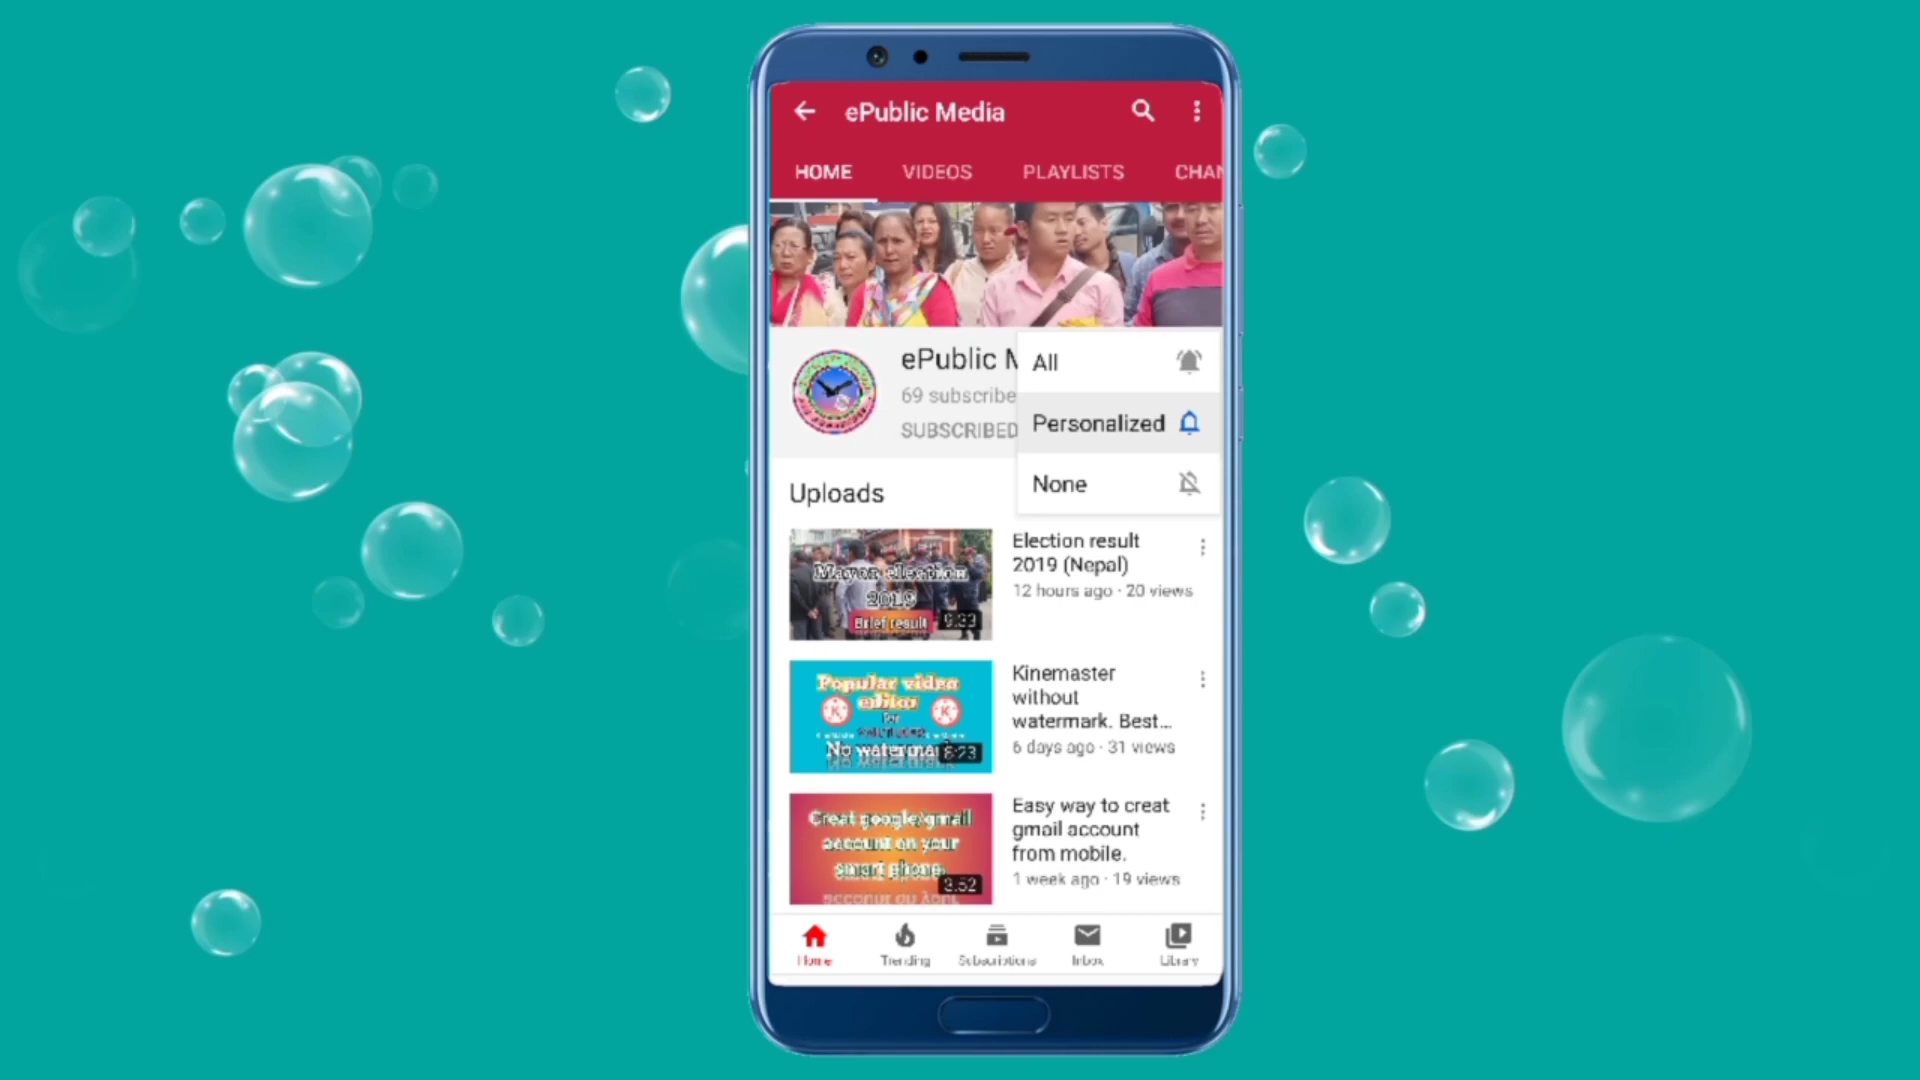 ePublic Media
HOME VIDEOS PLAYLISTS CHAN
ePublic M
69 subscribe
SUBSCRIBED
All
Personalized
None
Uploads
Mayor election
2019
Brief result
9:33
Election result
2019 (Nepal)
12 hours ago · 20 views
Popular video
editor
for
No watermark
8:23
Kinemaster
without
watermark. Best...
6 days ago · 31 views
Creat google/gmail
account on your
smart phone.
3:52
Easy way to creat
gmail account
from mobile.
1 week ago · 19 views
Home Trending Subscriptions Inbox Library